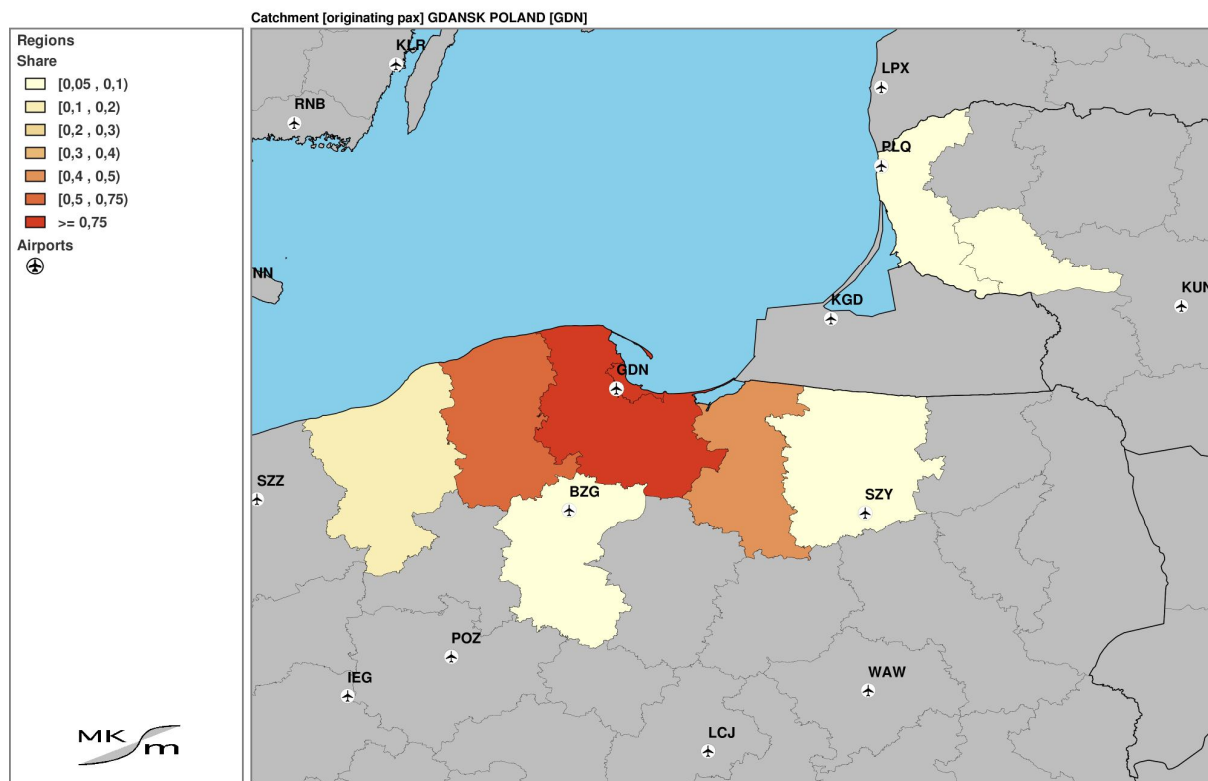 Catchment [originating pax] GDANSK POLAND [GDN]
Regions
Share
[0,05 , 0,1)
[0,1 , 0,2)
[0,2 , 0,3)
[0,3 , 0,4)
[0,4 , 0,5)
[0,5 , 0,75)
>= 0,75
Airports
MK m
KLR
LPX
RNB
PLQ
NN
KUN
KGD
GDN
SZZ
BZG
SZY
POZ
IEG
WAW
LCJ